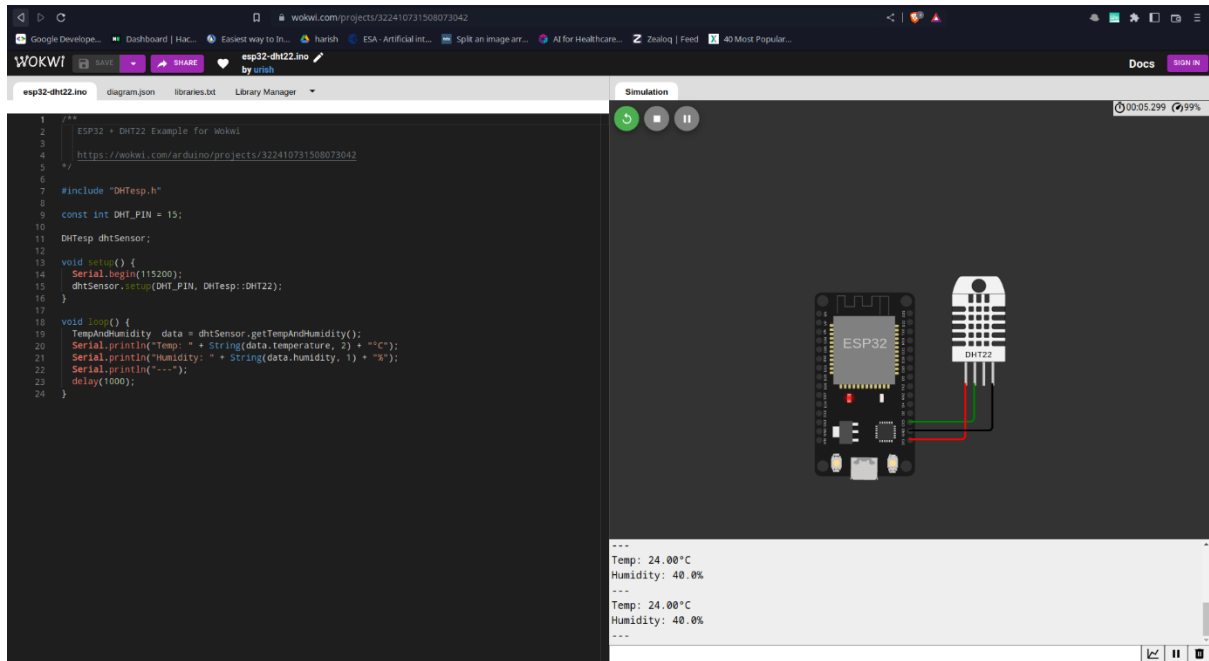 wokwi.com/projects/322410731508073042
Google Develope... Dashboard | Hac... Easiest way to In... harish ESA - Artificial int... Split an image arr... AI for Healthcare... Zealoq | Feed 40 Most Popular...
WOKWI SAVE SHARE esp32-dht22.ino Docs SIGN IN
by urish
esp32-dht22.ino diagram.json libraries.txt Library Manager
Simulation
00:05.299 99%
1 /**
2 ESP32 + DHT22 Example for Wokwi
3
4 https://wokwi.com/arduino/projects/322410731508073042
5 */
6
7 #include "DHTesp.h"
8
9 const int DHT_PIN = 15;
10
11 DHTesp dhtSensor;
12
13 void setup() {
14 Serial.begin(115200);
15 dhtSensor.setup(DHT_PIN, DHTesp::DHT22);
16 }
17
18 void loop() {
19 TempAndHumidity  data = dhtSensor.getTempAndHumidity();
20 Serial.println("Temp: " + String(data.temperature, 2) + "°C");
21 Serial.println("Humidity: " + String(data.humidity, 1) + "%");
22 Serial.println("---");
23 delay(1000);
24 }
ESP32
DHT22
---
Temp: 24.00°C
Humidity: 40.0%
---
Temp: 24.00°C
Humidity: 40.0%
---